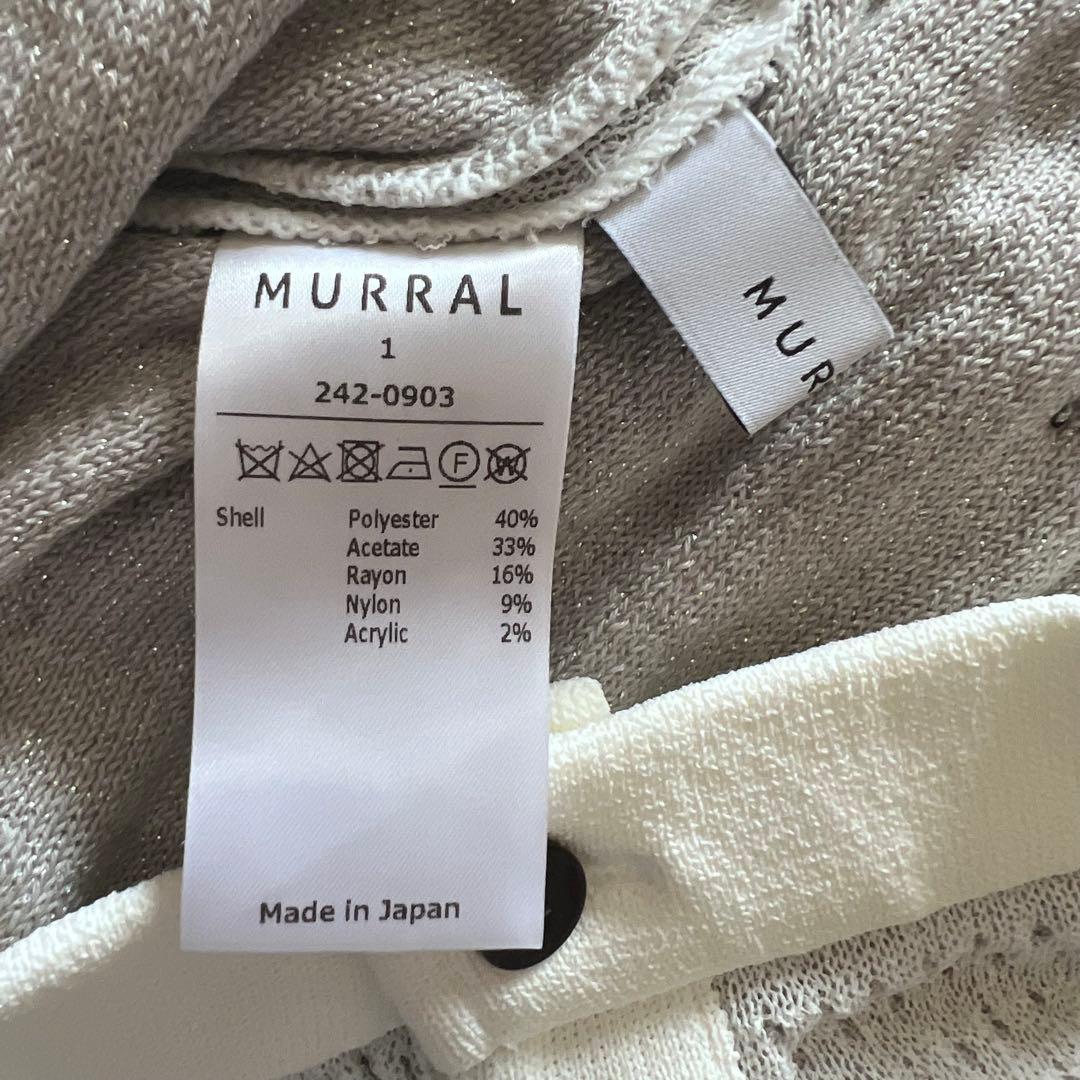 MURRAL
1
242-0903
F W
Shell Polyester 40%
Acetate 33%
Rayon 16%
Nylon 9%
Acrylic 2%
Made in Japan
MUR